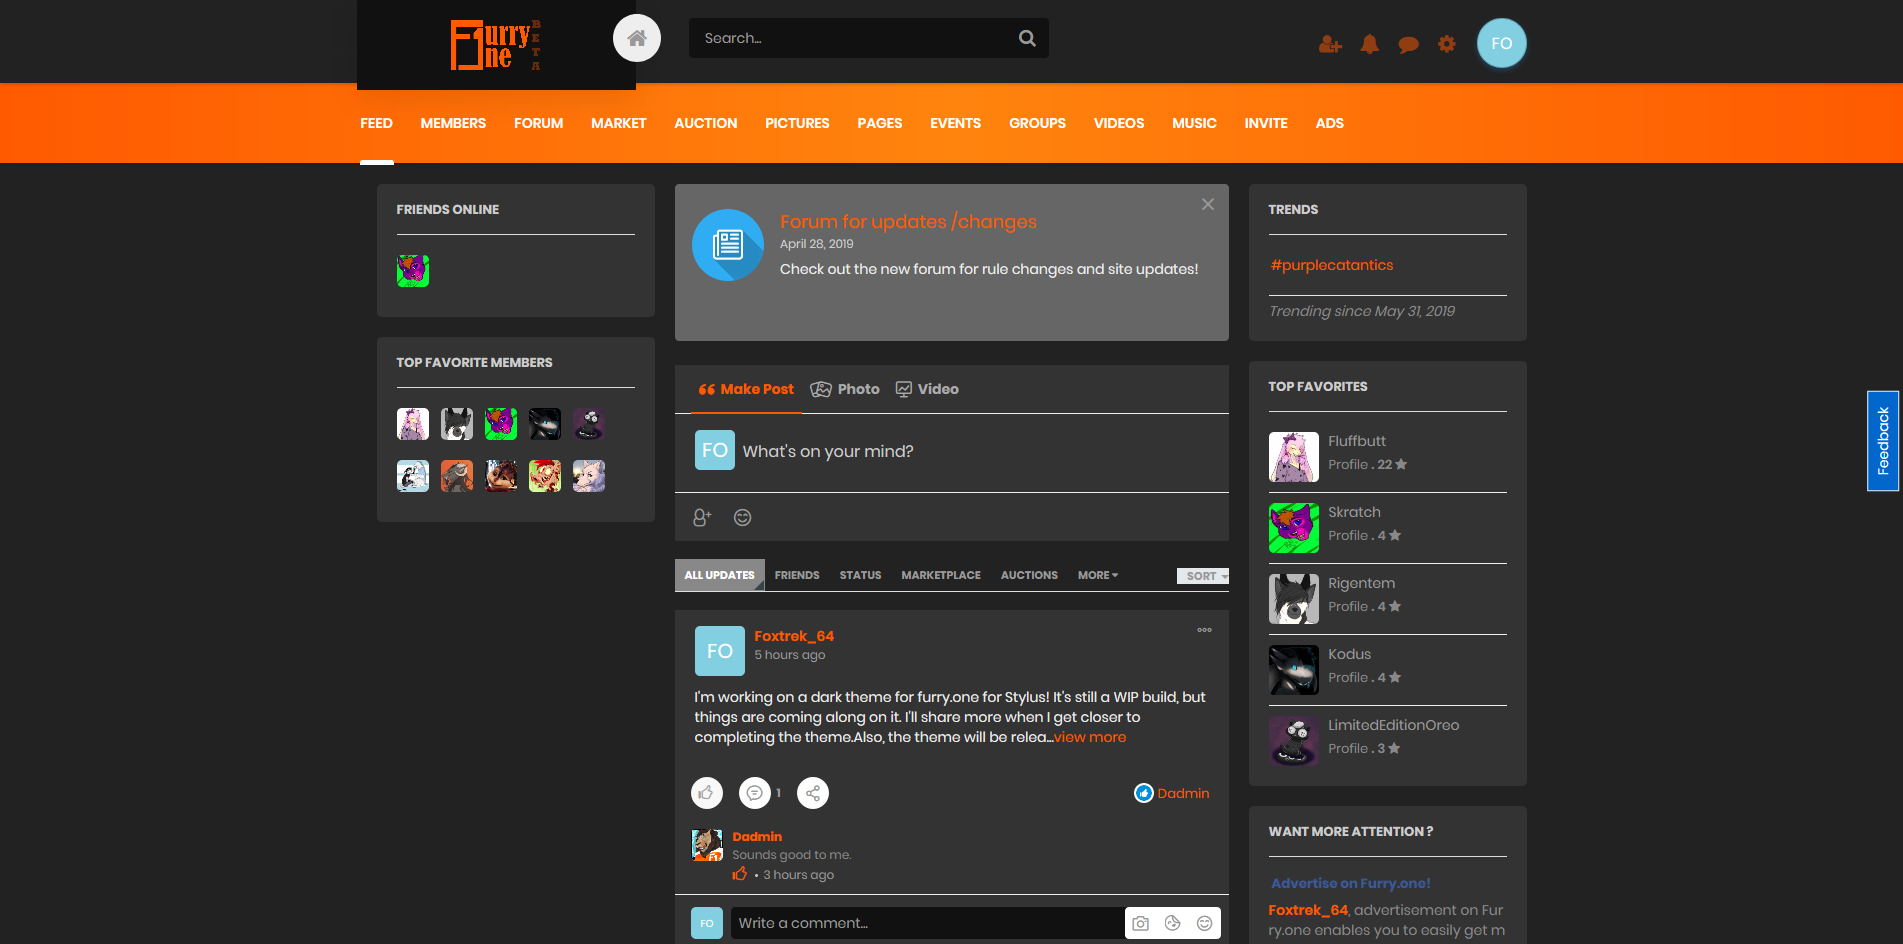 Furry
One
BETA
Search...
FO
FEED MEMBERS FORUM MARKET AUCTION PICTURES PAGES EVENTS GROUPS VIDEOS MUSIC INVITE ADS
FRIENDS ONLINE
TOP FAVORITE MEMBERS
Forum for updates /changes
April 28, 2019
Check out the new forum for rule changes and site updates!
Make Post Photo Video
FO What's on your mind?
ALL UPDATES FRIENDS STATUS MARKETPLACE AUCTIONS MORE SORT
FO
Foxtrek_64
5 hours ago
I'm working on a dark theme for furry.one for Stylus! It's still a WIP build, but
things are coming along on it. I'll share more when I get closer to
completing the theme.Also, the theme will be relea...view more
1
Dadmin
Dadmin
Sounds good to me.
• 3 hours ago
FO Write a comment...
TRENDS
#purplecatantics
Trending since May 31, 2019
TOP FAVORITES
Fluffbutt
Profile . 22
Skratch
Profile . 4
Rigentem
Profile . 4
Kodus
Profile . 4
LimitedEditionOreo
Profile . 3
WANT MORE ATTENTION ?
Advertise on Furry.one!
Foxtrek_64, advertisement on Fur
ry.one enables you to easily get m
Feedback